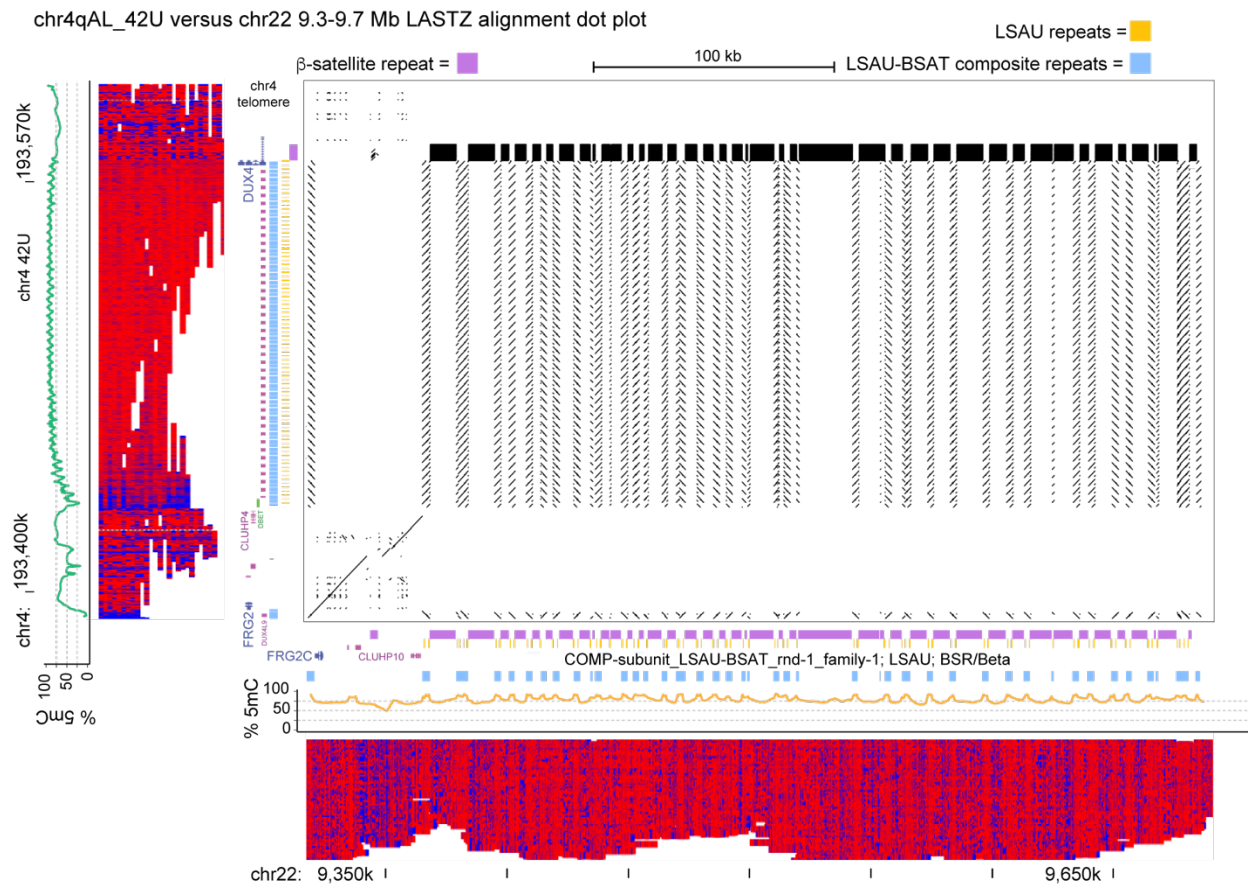 chr4qAL_42U versus chr22 9.3-9.7 Mb LASTZ alignment dot plot
LSAU repeats =
β-satellite repeat =
100 kb
LSAU-BSAT composite repeats =
chr4
telomere
193,570k
DUX4
chr4 42U
CLUHP4
DBET
193,400k
chr4:
FRG2
DUX4L9
FRG2C
CLUHP10
COMP-subunit_LSAU-BSAT_rnd-1_family-1; LSAU; BSR/Beta
100
50
0
% 5mC
100
50
0
% 5mC
chr22:
9,350k
9,650k